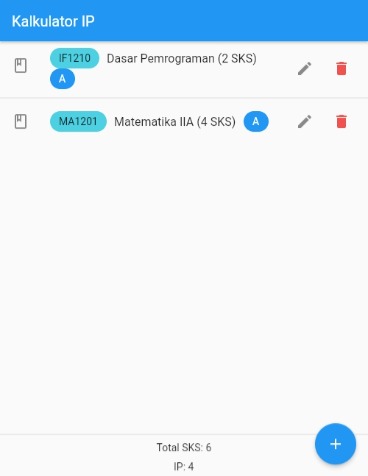 Kalkulator IP
IF1210 Dasar Pemrograman (2 SKS)
A
MA1201 Matematika IIA (4 SKS) A
Total SKS: 6
IP: 4